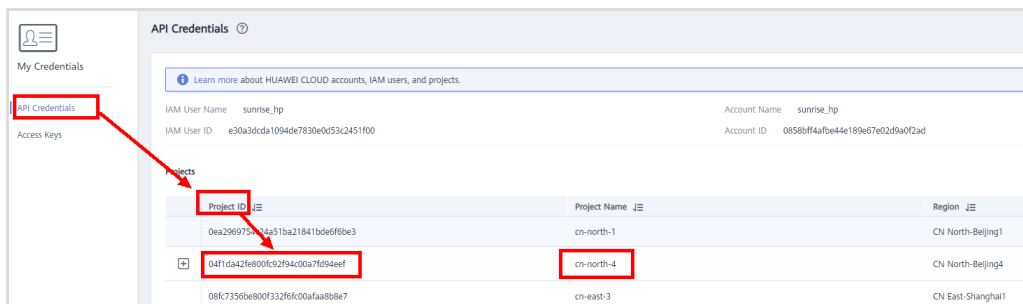 API Credentials
My Credentials
Learn more about HUAWEI CLOUD accounts, IAM users, and projects.
API Credentials
IAM User Name sunrise_hp Account Name sunrise_hp
Access Keys
IAM User ID e30a3dcda1094de7830e0d53c2451f00 Account ID 0858bff4afbe44e189e67e02d9a0f2ad
Projects
Project ID Project Name Region
cn-north-1 CN North-Beijing1
04f1da42fe800fc92f94c00a7fd94eef cn-north-4 CN North-Beijing4
08fc7356be800f332f6fc00afaa8b8e7 cn-east-3 CN East-Shanghai1